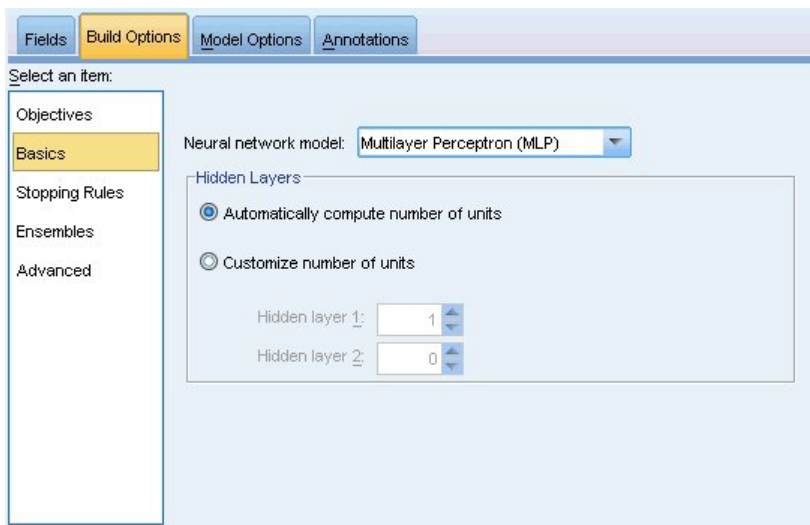 Fields Build Options Model Options Annotations
Select an item:
Objectives
Basics
Stopping Rules
Ensembles
Advanced
Neural network model: Multilayer Perceptron (MLP)
Hidden Layers
Automatically compute number of units
Customize number of units
Hidden layer 1: 1
Hidden layer 2: 0